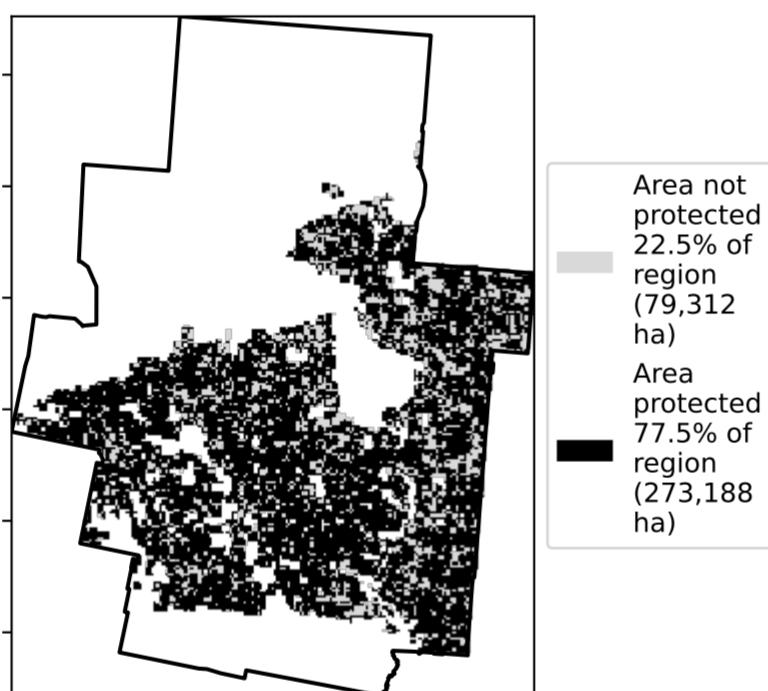 Area not
protected
22.5% of
region
(79,312
ha)
Area
protected
77.5% of
region
(273,188
ha)